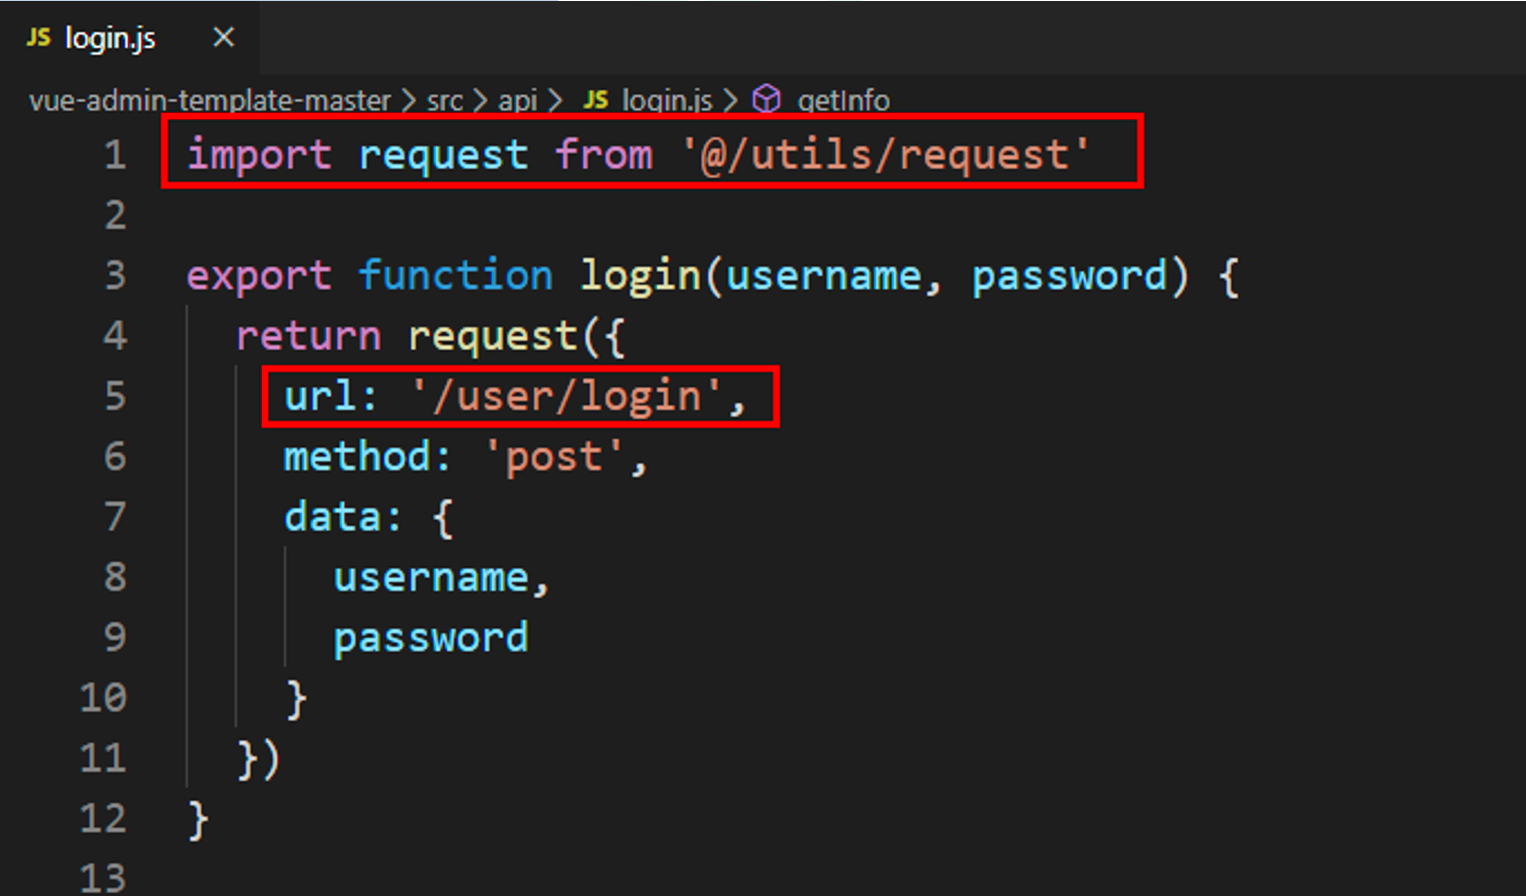 JS login.js ×
vue-admin-template-master > src > api > JS login.js > getInfo
1 import request from '@/utils/request'
2
3 export function login(username, password) {
4 return request({
5 url: '/user/login',
6 method: 'post',
7 data: {
8 username,
9 password
10 }
11 })
12 }
13